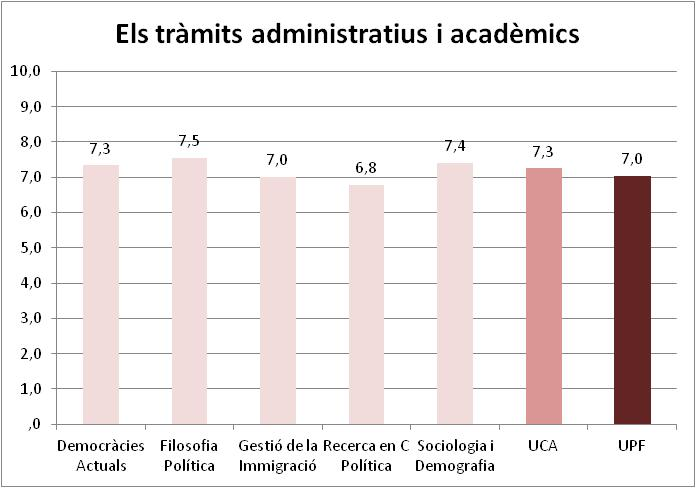 Els tràmits administratius i acadèmics
10,0
9,0
8,0
7,0
6,0
5,0
4,0
3,0
2,0
1,0
,0
7,3
7,5
7,0
6,8
7,4
7,3
7,0
Democràcies
Actuals
Filosofia
Política
Gestió de la
Immigració
Recerca en C
Política
Sociologia i
Demografia
UCA
UPF